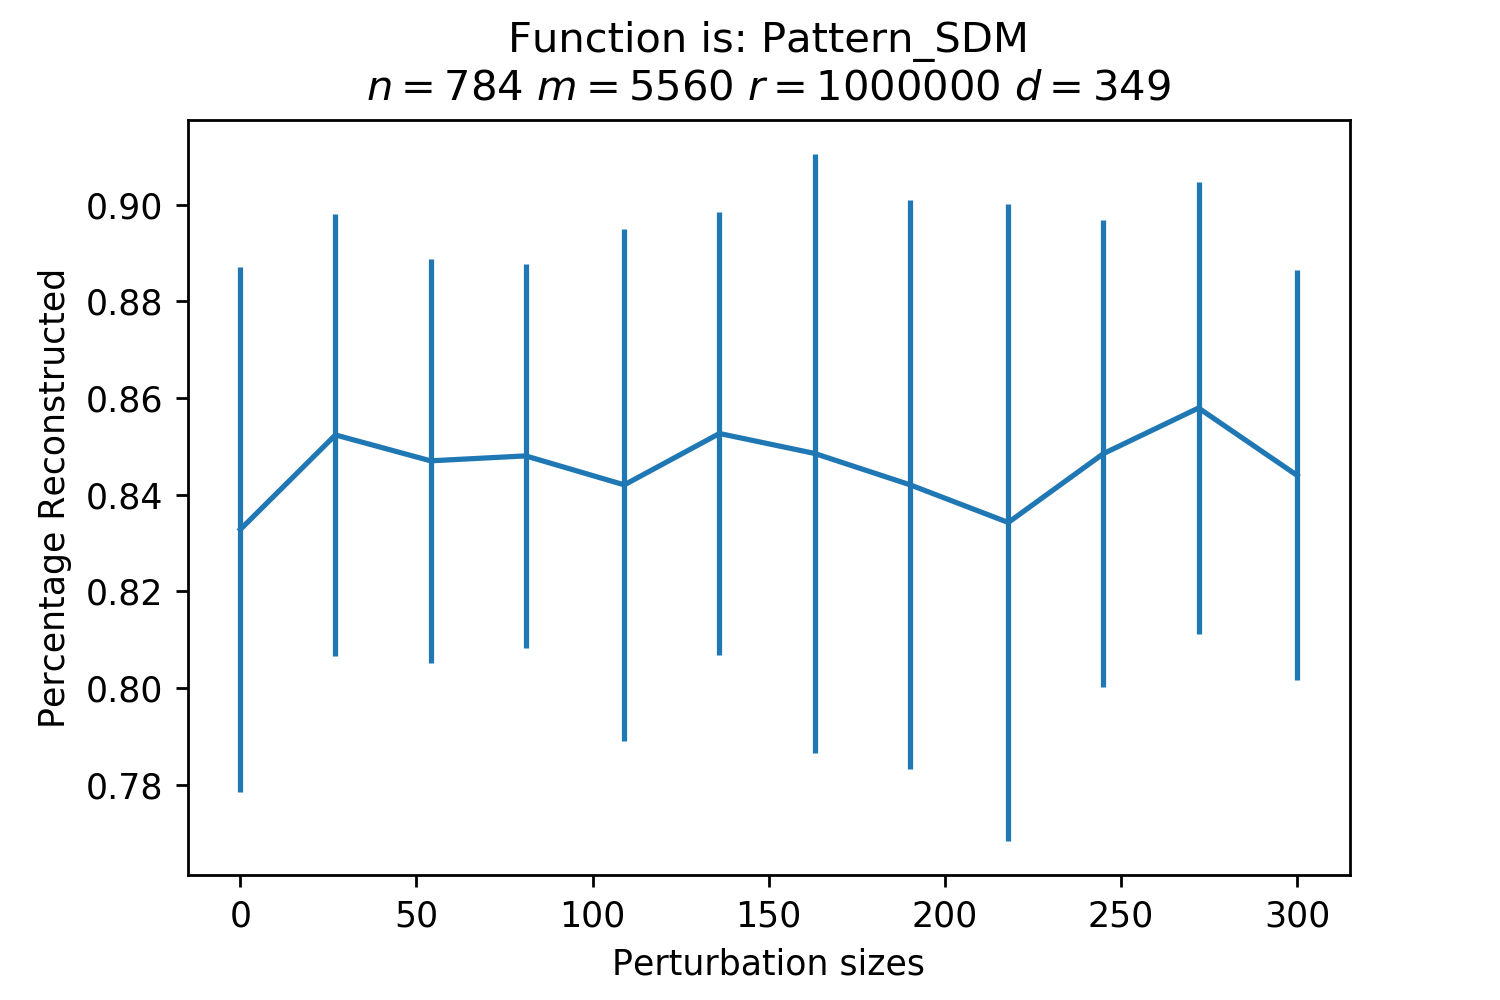 Function is: Pattern_SDM
n = 784 m = 5560 r = 1000000 d = 349
Percentage Reconstructed
0.90
0.88
0.86
0.84
0.82
0.80
0.78
0 50 100 150 200 250 300
Perturbation sizes